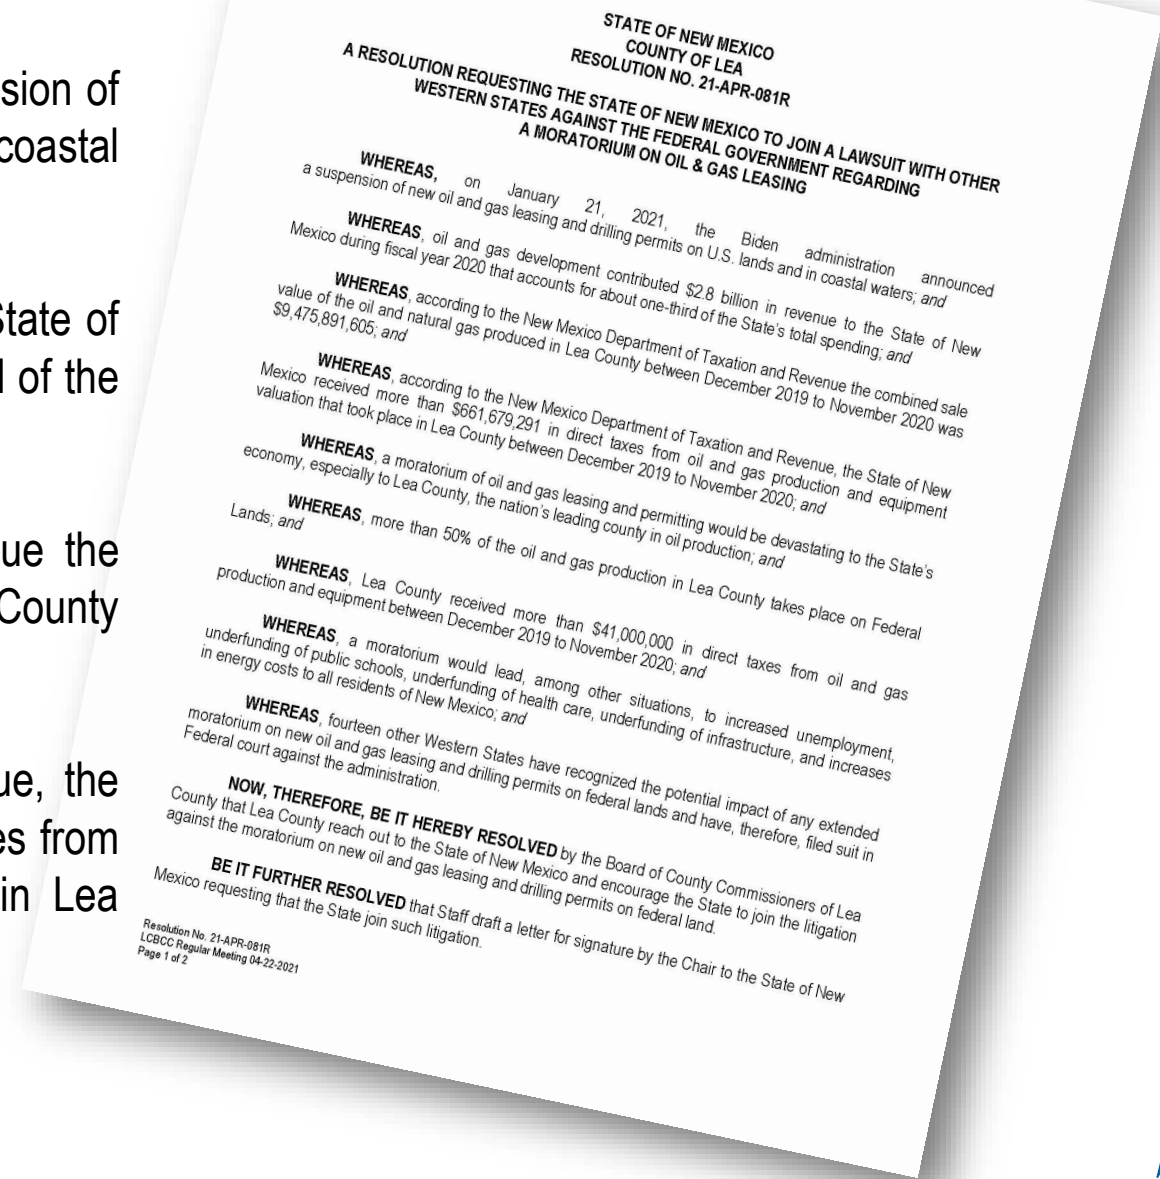 sion of
coastal
State of
l of the
ue the
County
ue, the
es from
in Lea
STATE OF NEW MEXICO
COUNTY OF LEA
RESOLUTION NO. 21-APR-081R
A RESOLUTION REQUESTING THE STATE OF NEW MEXICO TO JOIN A LAWSUIT WITH OTHER
WESTERN STATES AGAINST THE FEDERAL GOVERNMENT REGARDING
A MORATORIUM ON OIL & GAS LEASING
WHEREAS, on January 21, 2021, the Biden administration announced
a suspension of new oil and gas leasing and drilling permits on U.S. lands and in coastal waters; and
WHEREAS, oil and gas development contributed $2.8 billion in revenue to the State of New
Mexico during fiscal year 2020 that accounts for about one-third of the State's total spending; and
WHEREAS, according to the New Mexico Department of Taxation and Revenue the combined sale
value of the oil and natural gas produced in Lea County between December 2019 to November 2020 was
$9,475,891,605; and
WHEREAS, according to the New Mexico Department of Taxation and Revenue, the State of New
Mexico received more than $661,679,291 in direct taxes from oil and gas production and equipment
valuation that took place in Lea County between December 2019 to November 2020; and
WHEREAS, a moratorium of oil and gas leasing and permitting would be devastating to the State's
economy, especially to Lea County, the nation's leading county in oil production; and
WHEREAS, more than 50% of the oil and gas production in Lea County takes place on Federal
Lands; and
WHEREAS, Lea County received more than $41,000,000 in direct taxes from oil and gas
production and equipment between December 2019 to November 2020; and
WHEREAS, a moratorium would lead, among other situations, to increased unemployment,
underfunding of public schools, underfunding of health care, underfunding of infrastructure, and increases
in energy costs to all residents of New Mexico; and
WHEREAS, fourteen other Western States have recognized the potential impact of any extended
moratorium on new oil and gas leasing and drilling permits on federal lands and have, therefore, filed suit in
Federal court against the administration.
NOW, THEREFORE, BE IT HEREBY RESOLVED by the Board of County Commissioners of Lea
County that Lea County reach out to the State of New Mexico and encourage the State to join the litigation
against the moratorium on new oil and gas leasing and drilling permits on federal land.
BE IT FURTHER RESOLVED that Staff draft a letter for signature by the Chair to the State of New
Mexico requesting that the State join such litigation.
Resolution No. 21-APR-081R
LCBCC Regular Meeting 04-22-2021
Page 1 of 2